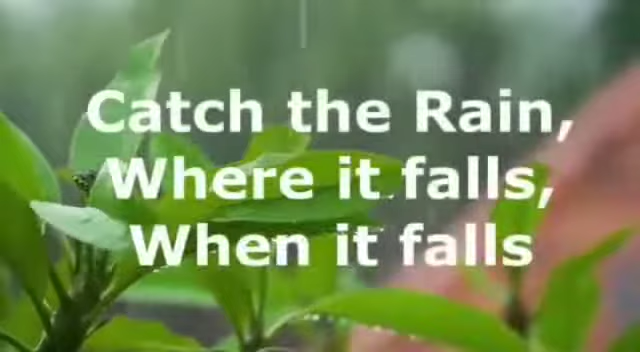 Catch the Rain,
Where it falls,
When it falls